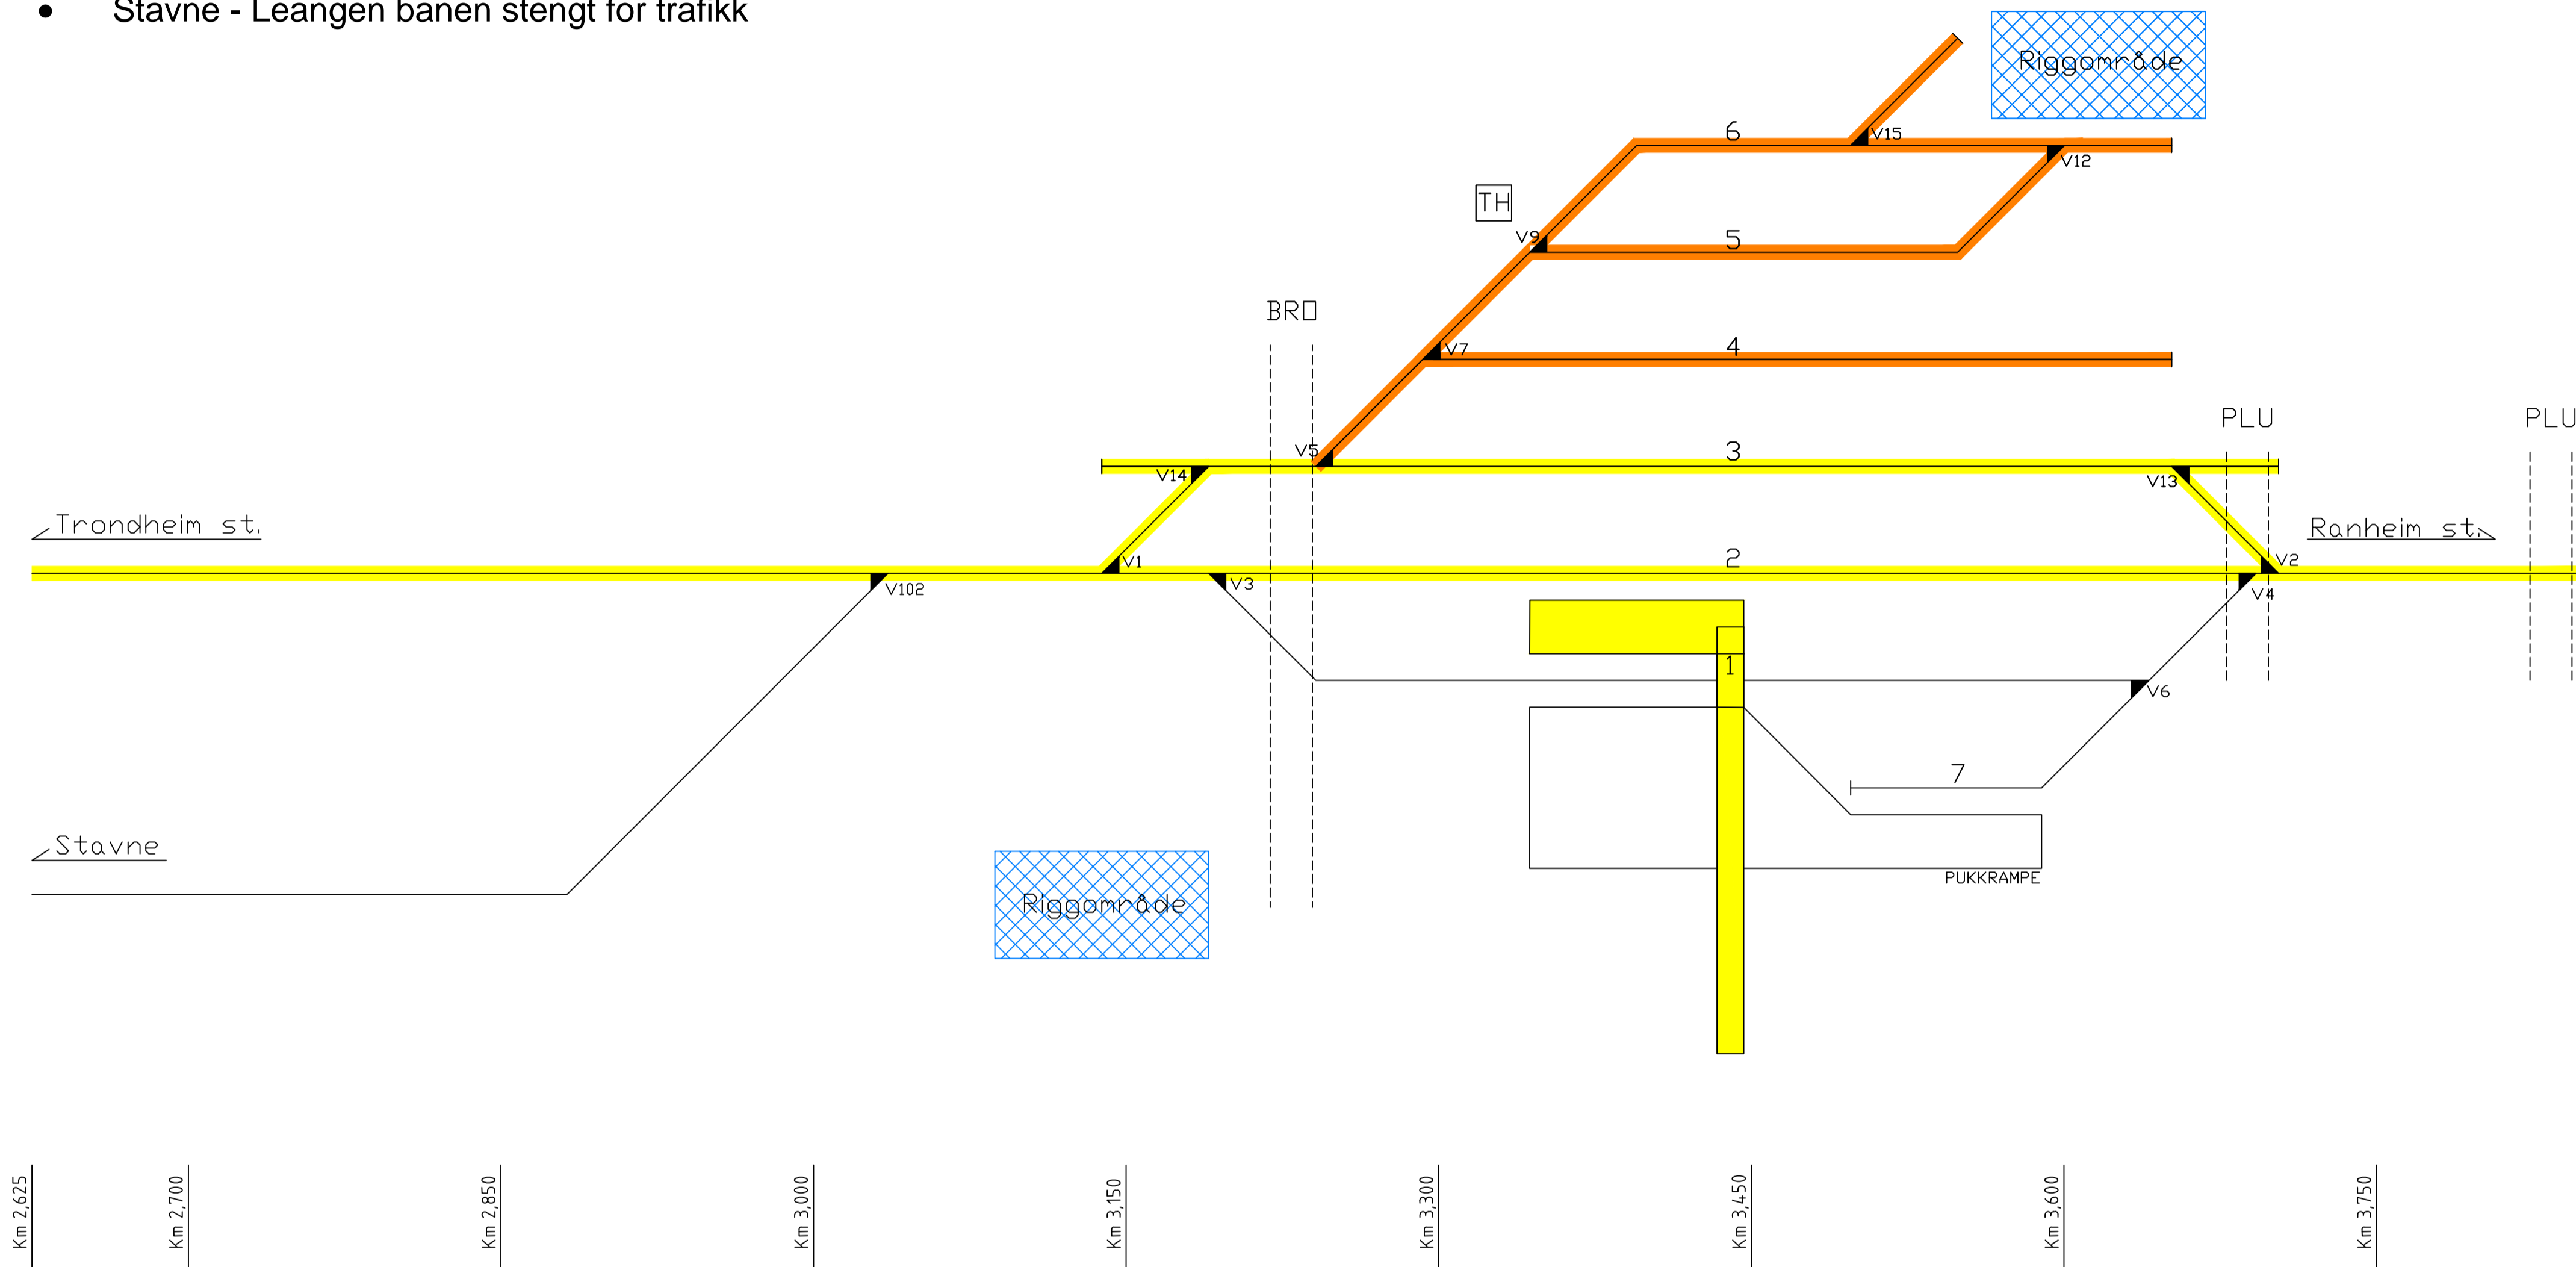 • Stavne - Leangen banen stengt for trafikk
Riggområde
6
V15
V12
TH
V9
5
BRO
V7
4
PLU
PLU
V5
3
V14
V13
Trondheim st.
Ranheim st.
V1
2
V2
V102
V3
V4
1
V6
7
Stavne
PUKKRAMPE
Riggområde
Km 2,625
Km 2,700
Km 2,850
Km 3,000
Km 3,150
Km 3,300
Km 3,450
Km 3,600
Km 3,750